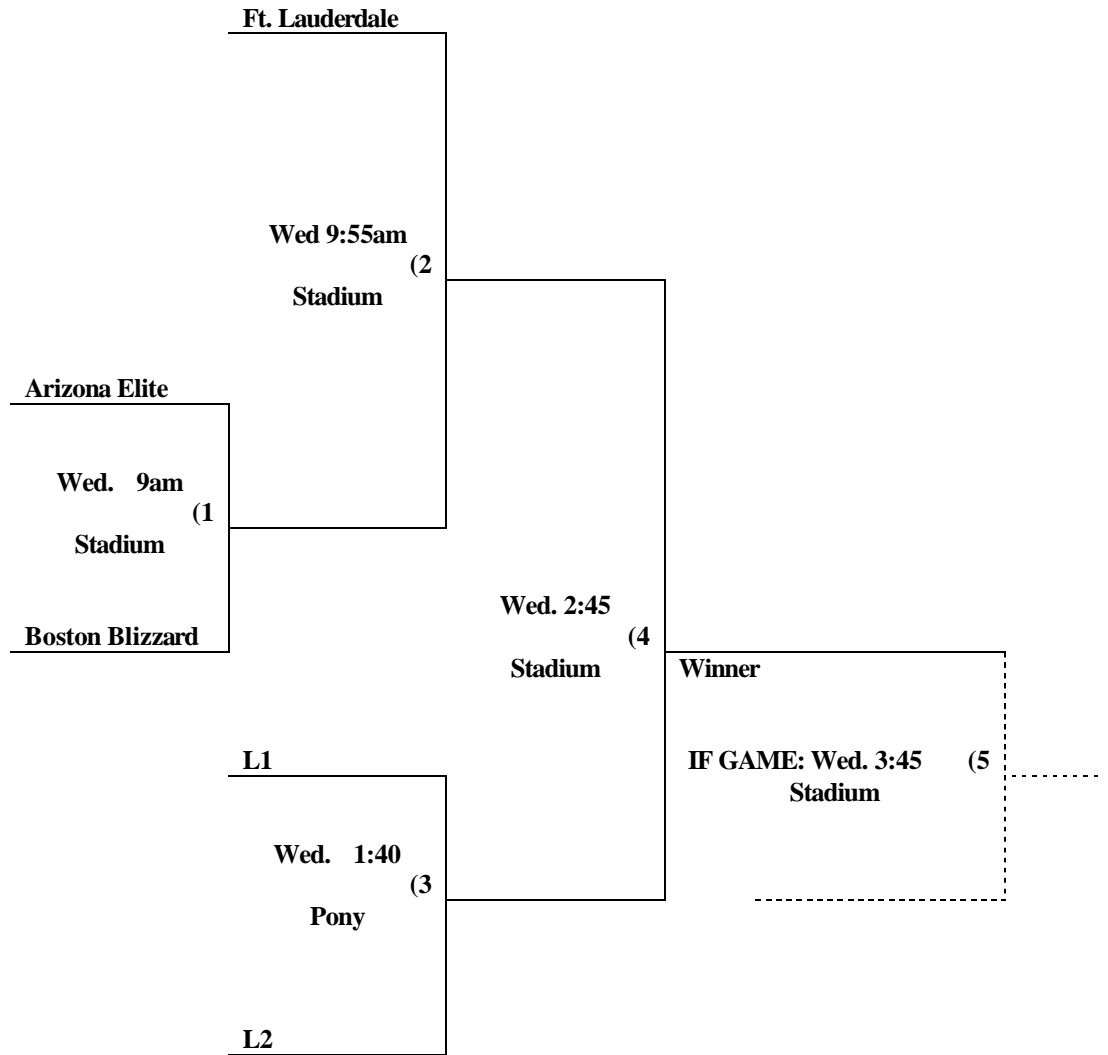 Ft. Lauderdale
Wed 9:55am
(2
Stadium
Arizona Elite
Wed. 9am
(1
Stadium
Boston Blizzard
Wed. 2:45
(4
Stadium
Winner
L1
IF GAME: Wed. 3:45 (5
Stadium
Wed. 1:40
(3
Pony
L2